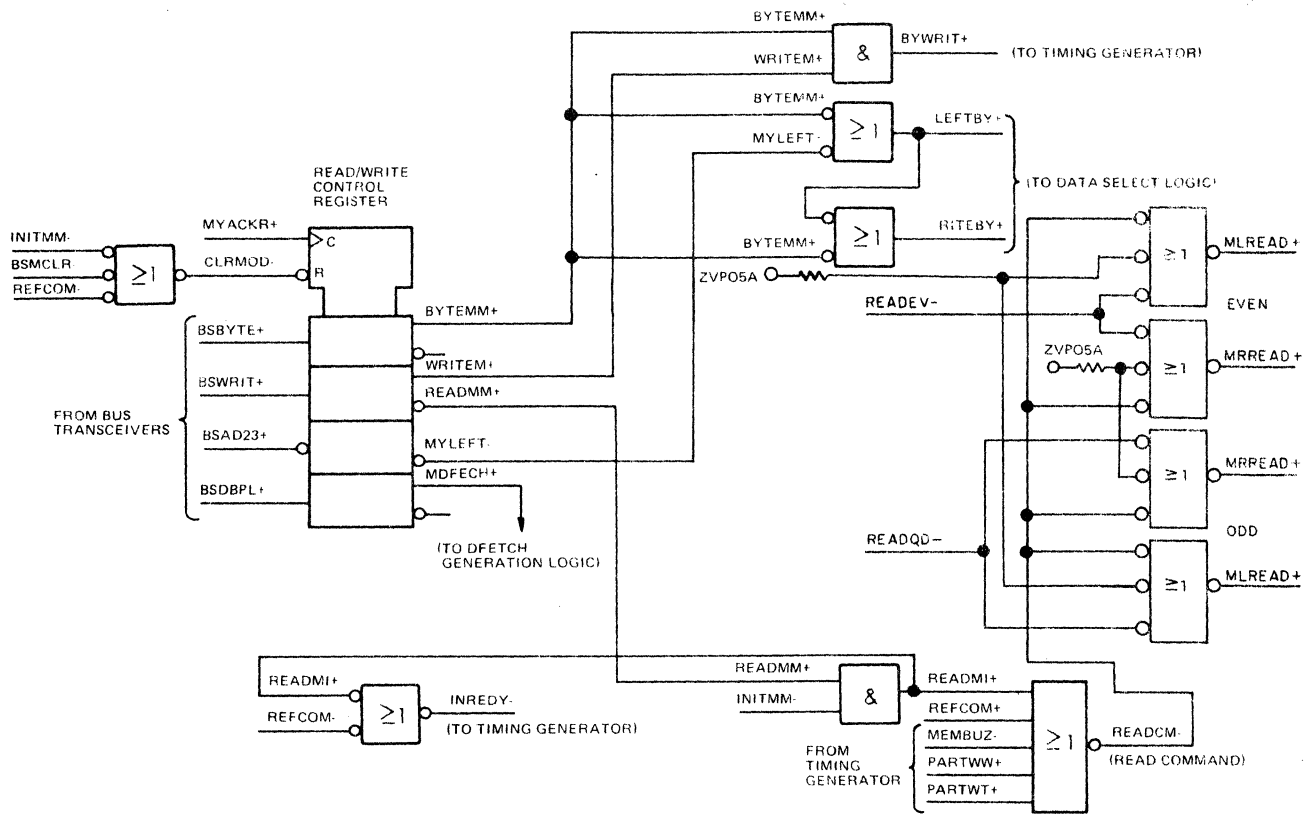 BYTEMM+
BYWRIT+
&
(TO TIMING GENERATOR)
WRITEM+
BYTEMM+
LEFTBY+
≥1
MYLEFT-
(TO DATA SELECT LOGIC)
READ/WRITE
CONTROL
REGISTER
MYACKR+
C
INITMM-
BSMCLR-
REFCOM-
≥1
CLRMOD-
R
≥1
RITEBY+
BYTEMM+
ZVPO5A
≥1
MLREAD+
READEV-
EVEN
BYTEMM+
BSBYTE+
ZVPO5A
≥1
MRREAD+
WRITEM+
BSWRIT+
READMM+
FROM BUS
TRANSCEIVERS
BSAD23+
MYLEFT-
MDFECH+
≥1
MRREAD+
BSDBPL+
ODD
READQD-
(TO DFETCH
GENERATION LOGIC)
≥1
MLREAD+
READMI+
REFCOM-
≥1
INREDY-
(TO TIMING GENERATOR)
READMM+
INITMM-
&
READMI+
REFCOM+
FROM
TIMING
GENERATOR
MEMBUZ-
PARTWW+
PARTWT+
≥1
READCM-
(READ COMMAND)